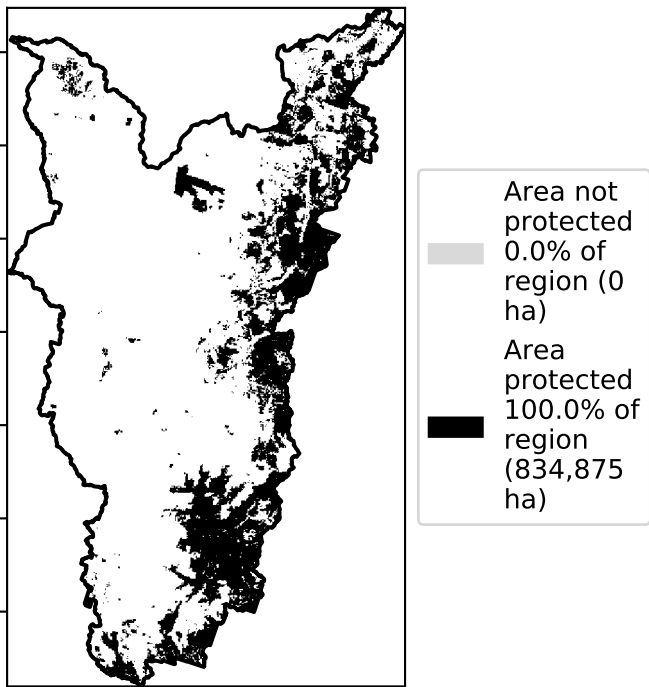 Area not
protected
0.0% of
region (0
ha)
Area
protected
100.0% of
region
(834,875
ha)